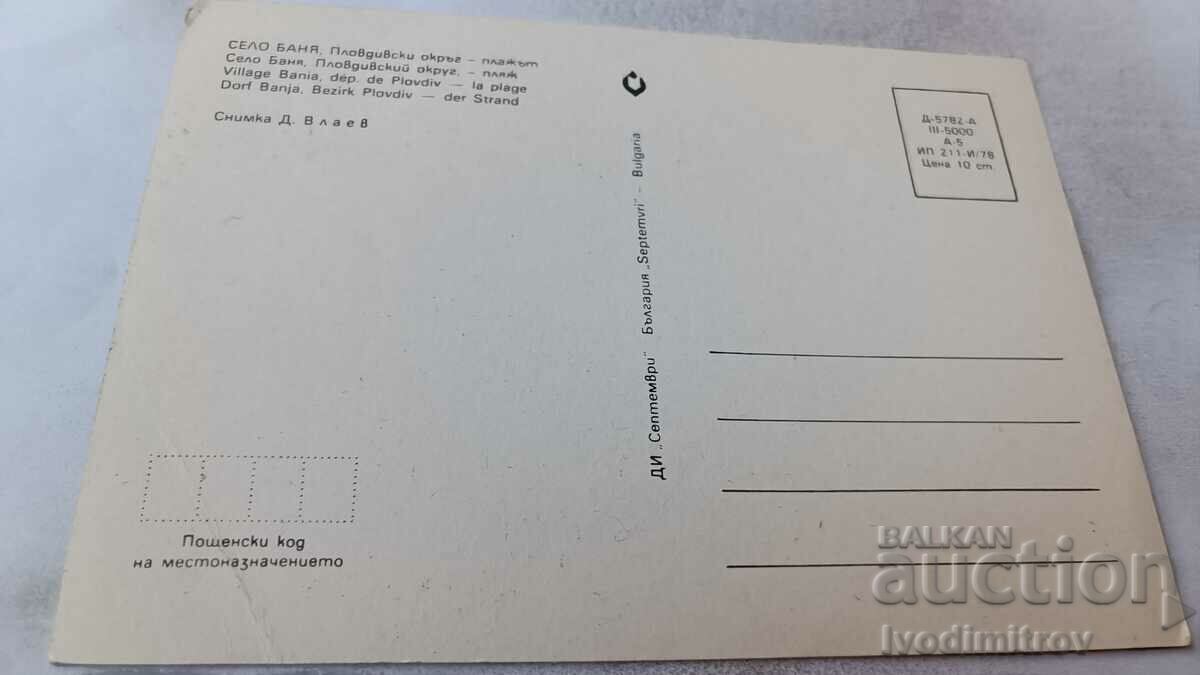 СЕЛО БАНЯ, Пловдивски окръг – плажът
Село Баня, Пловдивский округ, – пляж
Village Bania, dép. de Plovdiv — la plage
Dorf Banja, Bezirk Plovdiv — der Strand
Снимка Д. Влаев
ДИ „Септември" България „Septemvri" - Bulgaria
Д-5782-А
III-5000
А-5
ИП 211-И/78
Цена 10 ст.
Пощенски код
на местоназначението
BALKAN
auction
Ivodimitrov